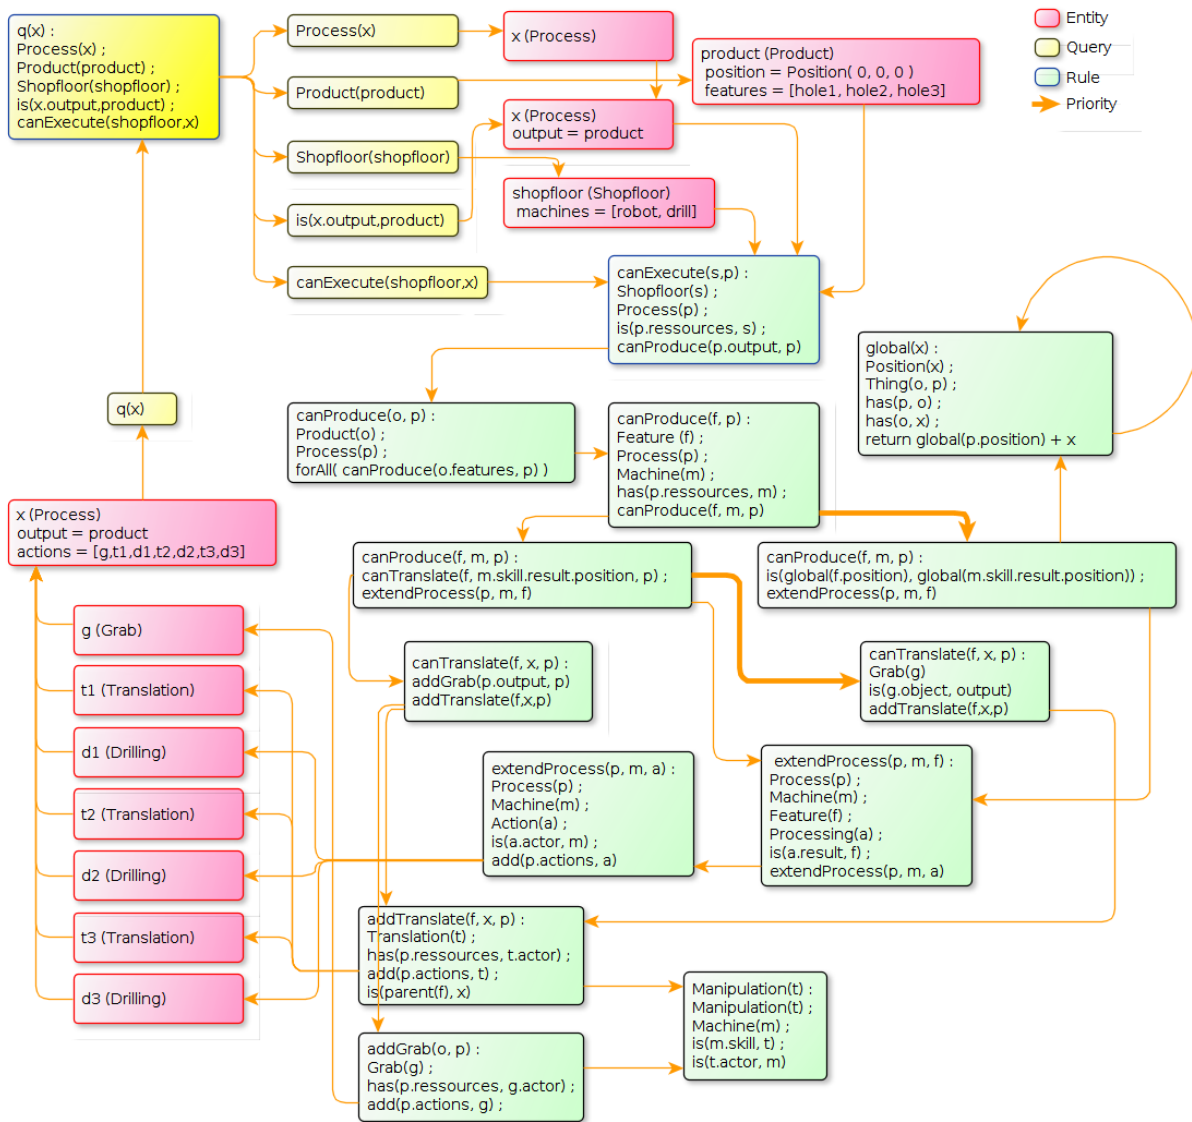 q(x) :
Process(x) ;
Product(product) ;
Shopfloor(shopfloor) ;
is(x.output,product) ;
canExecute(shopfloor,x)
Process(x)
Product(product)
Shopfloor(shopfloor)
is(x.output,product)
canExecute(shopfloor,x)
x (Process)
x (Process)
output = product
shopfloor (Shopfloor)
machines = [robot, drill]
product (Product)
position = Position( 0, 0, 0 )
features = [hole1, hole2, hole3]
Entity
Query
Rule
Priority
canExecute(s,p) :
Shopfloor(s) ;
Process(p) ;
is(p.ressources, s) ;
canProduce(p.output, p)
global(x) :
Position(x) ;
Thing(o, p) ;
has(p, o) ;
has(o, x) ;
return global(p.position) + x
q(x)
canProduce(o, p) :
Product(o) ;
Process(p) ;
forAll( canProduce(o.features, p) )
canProduce(f, p) :
Feature (f) ;
Process(p) ;
Machine(m) ;
has(p.ressources, m) ;
canProduce(f, m, p)
x (Process)
output = product
actions = [g,t1,d1,t2,d2,t3,d3]
canProduce(f, m, p) :
canTranslate(f, m.skill.result.position, p) ;
extendProcess(p, m, f)
canProduce(f, m, p) :
is(global(f.position), global(m.skill.result.position)) ;
extendProcess(p, m, f)
g (Grab)
t1 (Translation)
d1 (Drilling)
t2 (Translation)
d2 (Drilling)
t3 (Translation)
d3 (Drilling)
canTranslate(f, x, p) :
addGrab(p.output, p)
addTranslate(f,x,p)
canTranslate(f, x, p) :
Grab(g)
is(g.object, output)
addTranslate(f,x,p)
extendProcess(p, m, a) :
Process(p) ;
Machine(m) ;
Action(a) ;
is(a.actor, m) ;
add(p.actions, a)
extendProcess(p, m, f) :
Process(p) ;
Machine(m) ;
Feature(f) ;
Processing(a) ;
is(a.result, f) ;
extendProcess(p, m, a)
addTranslate(f, x, p) :
Translation(t) ;
has(p.ressources, t.actor) ;
add(p.actions, t) ;
is(parent(f), x)
Manipulation(t) :
Manipulation(t) ;
Machine(m) ;
is(m.skill, t) ;
is(t.actor, m)
addGrab(o, p) :
Grab(g) ;
has(p.ressources, g.actor) ;
add(p.actions, g) ;